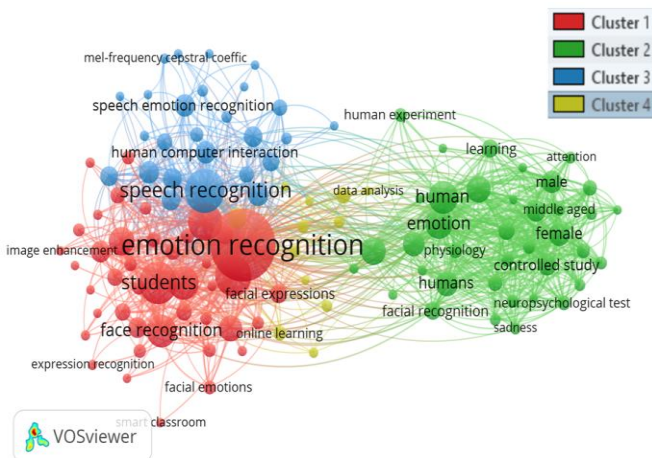 Cluster 1
Cluster 2
Cluster 3
Cluster 4
mel-frequency cepstral coeffic
speech emotion recognition
human experiment
human computer interaction
learning
attention
speech recognition
data analysis
human
male
middle aged
emotion
female
emotion recognition
image enhancement
physiology
controlled study
students
facial expressions
humans
neuropsychological test
facial recognition
face recognition
online learning
sadness
expression recognition
facial emotions
smart classroom
VOSviewer